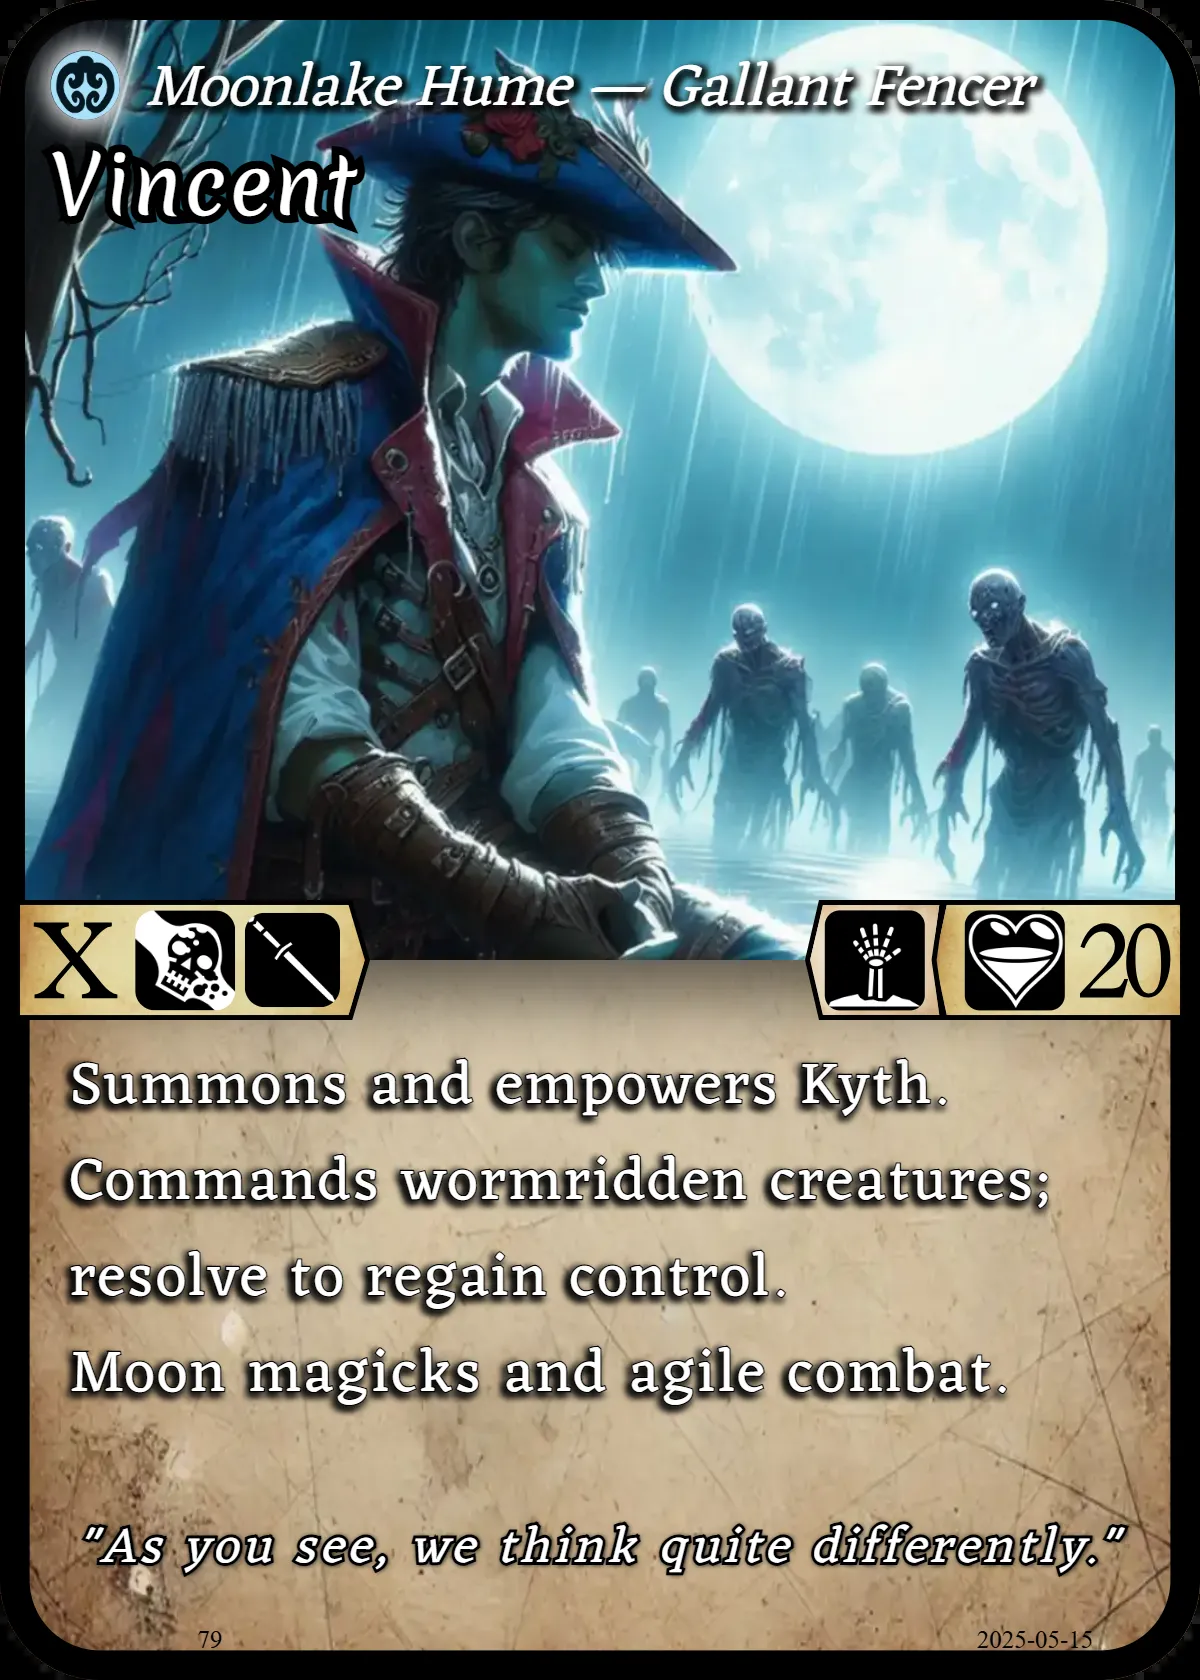 Moonlake Hume — Gallant Fencer
Vincent
X
20
Summons and empowers Kyth.
Commands wormridden creatures;
resolve to regain control.
Moon magicks and agile combat.
"As you see, we think quite differently."
79
2025-05-15